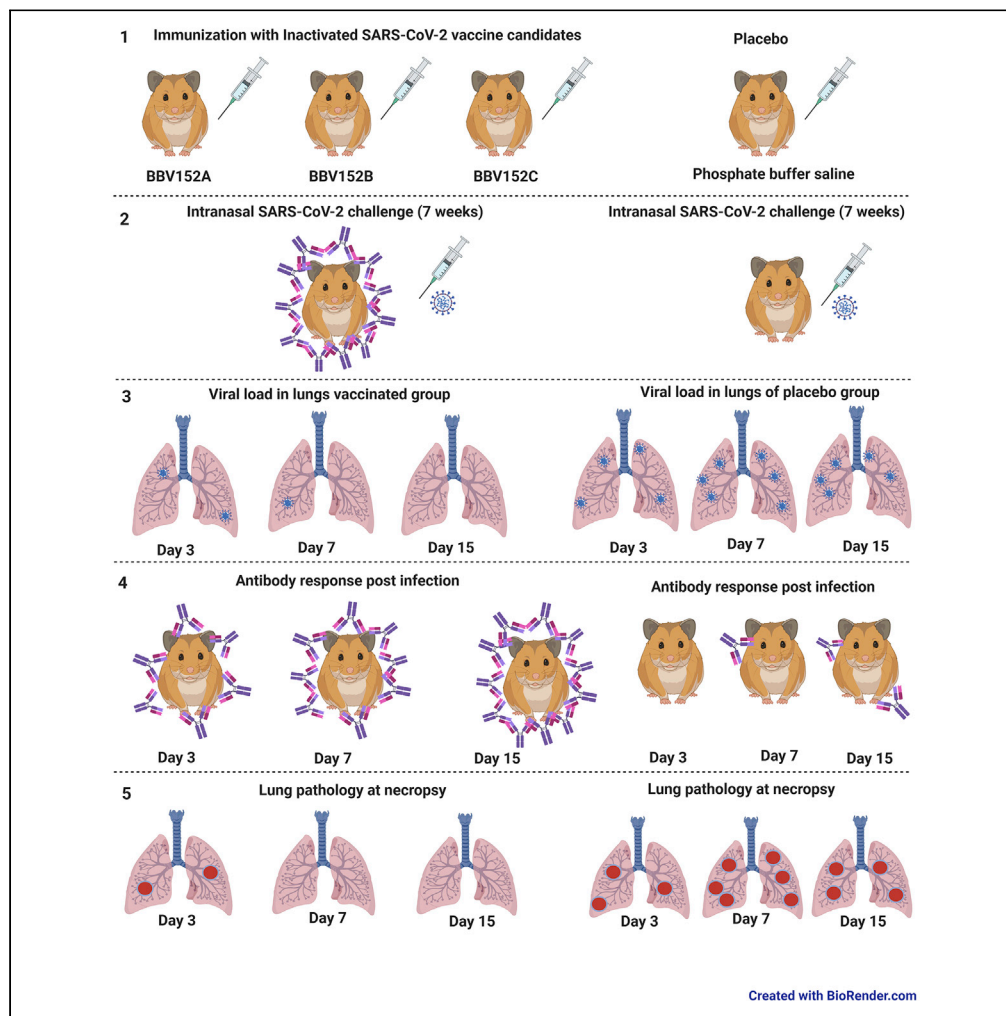 1
Immunization with Inactivated SARS-CoV-2 vaccine candidates
Placebo
BBV152A
BBV152B
BBV152C
Phosphate buffer saline
2
Intranasal SARS-CoV-2 challenge (7 weeks)
Intranasal SARS-CoV-2 challenge (7 weeks)
3
Viral load in lungs vaccinated group
Viral load in lungs of placebo group
Day 3
Day 7
Day 15
Day 3
Day 7
Day 15
4
Antibody response post infection
Antibody response post infection
Day 3
Day 7
Day 15
Day 3
Day 7
Day 15
5
Lung pathology at necropsy
Lung pathology at necropsy
Day 3
Day 7
Day 15
Day 3
Day 7
Day 15
Created with BioRender.com